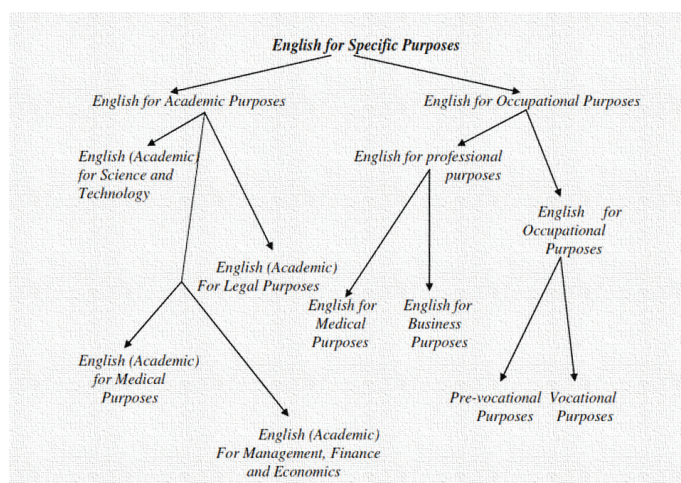 English for Specific Purposes
English for Academic Purposes
English for Occupational Purposes
English (Academic)
for Science and
Technology
English for professional
purposes
English for
Occupational
Purposes
English (Academic)
For Legal Purposes
English for
Medical
Purposes
English for
Business
Purposes
English (Academic)
for Medical
Purposes
Pre-vocational
Purposes
Vocational
Purposes
English (Academic)
For Management, Finance
and Economics